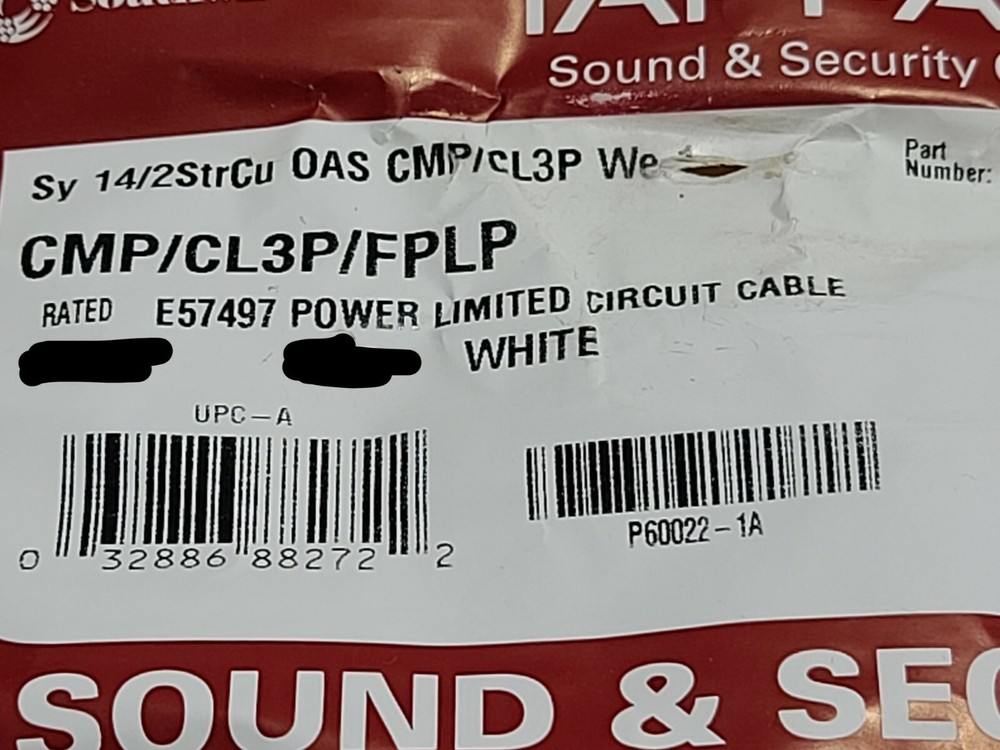 Sound & Security
Sy 14/2StrCu OAS CMP/CL3P We
Part
Number:
CMP/CL3P/FPLP
RATED E57497 POWER LIMITED CIRCUIT CABLE
WHITE
UPC-A
0 32886 88272 2
P60022-1A
SOUND & SEC